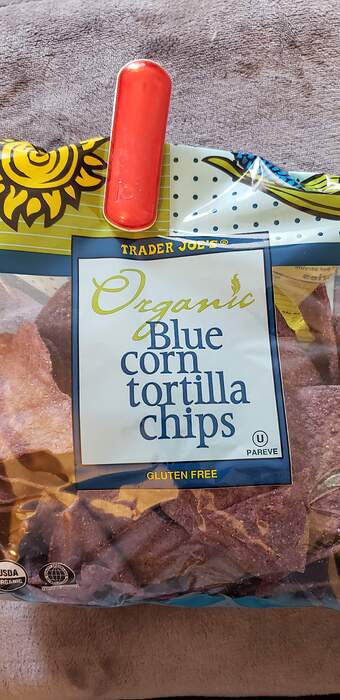 TRADER JOE'S®
Organic
Blue
corn
tortilla
chips
U
PAREVE
GLUTEN FREE
USDA
ORGANIC